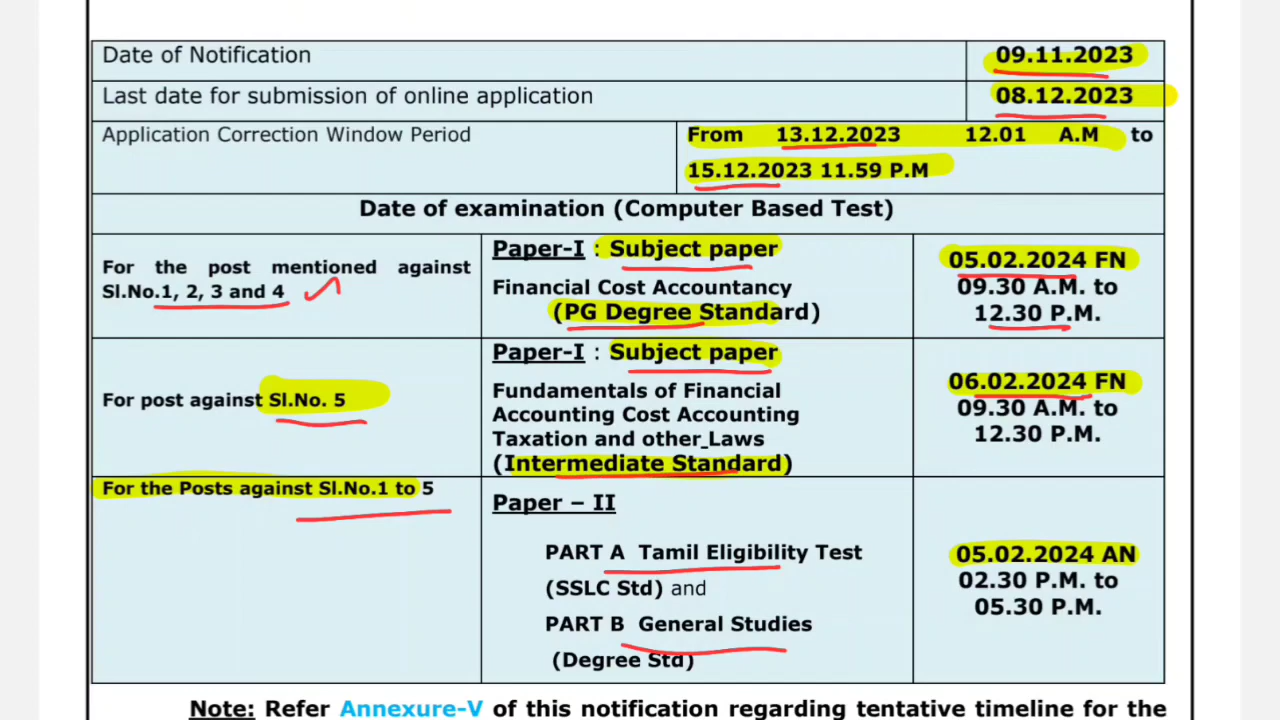 Date of Notification 09.11.2023
Last date for submission of online application 08.12.2023
Application Correction Window Period From 13.12.2023 12.01 A.M to
15.12.2023 11.59 P.M
Date of examination (Computer Based Test)
For the post mentioned against
Sl.No.1, 2, 3 and 4
Paper-I : Subject paper
Financial Cost Accountancy
(PG Degree Standard)
05.02.2024 FN
09.30 A.M. to
12.30 P.M.
For post against Sl.No. 5
Paper-I : Subject paper
Fundamentals of Financial
Accounting Cost Accounting
Taxation and other Laws
(Intermediate Standard)
06.02.2024 FN
09.30 A.M. to
12.30 P.M.
For the Posts against Sl.No.1 to 5
Paper – II
PART A Tamil Eligibility Test
(SSLC Std) and
PART B General Studies
(Degree Std)
05.02.2024 AN
02.30 P.M. to
05.30 P.M.
Note: Refer Annexure-V of this notification regarding tentative timeline for the